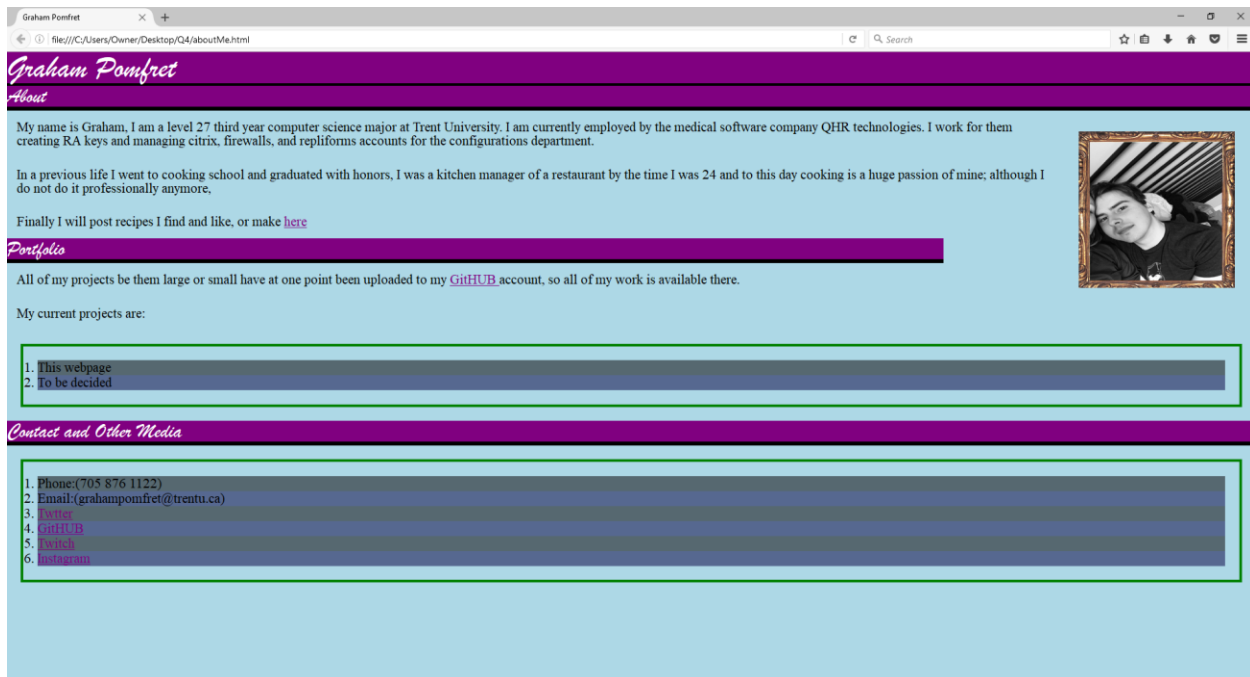 Graham Pomfret
file:///C:/Users/Owner/Desktop/Q4/aboutMe.html
Search
Graham Pomfret
About
My name is Graham, I am a level 27 third year computer science major at Trent University. I am currently employed by the medical software company QHR technologies. I work for them
creating RA keys and managing citrix, firewalls, and repliforms accounts for the configurations department.
In a previous life I went to cooking school and graduated with honors, I was a kitchen manager of a restaurant by the time I was 24 and to this day cooking is a huge passion of mine; although I
do not do it professionally anymore,
Finally I will post recipes I find and like, or make here
Portfolio
All of my projects be them large or small have at one point been uploaded to my GitHUB account, so all of my work is available there.
My current projects are:
1. This webpage
2. To be decided
Contact and Other Media
1. Phone:(705 876 1122)
2. Email:(grahampomfret@trentu.ca)
3. Twtter
4. GitHUB
5. Twitch
6. Instagram